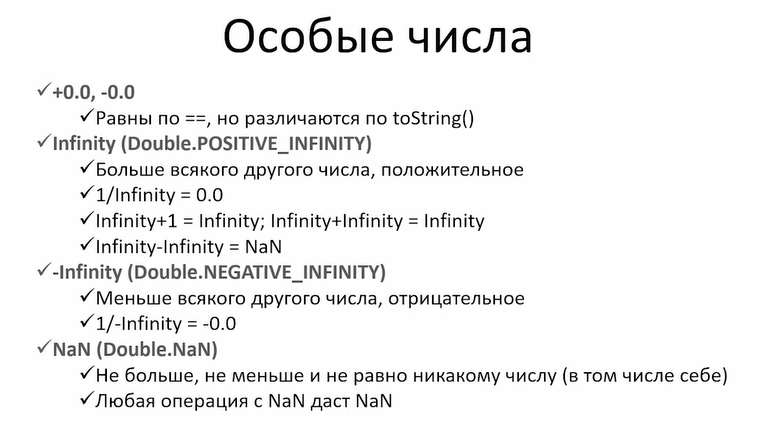 Особые числа
✓+0.0, -0.0
✓Равны по ==, но различаются по toString()
✓Infinity (Double.POSITIVE_INFINITY)
✓Больше всякого другого числа, положительное
✓1/Infinity = 0.0
✓Infinity+1 = Infinity; Infinity+Infinity = Infinity
✓Infinity-Infinity = NaN
✓-Infinity (Double.NEGATIVE_INFINITY)
✓Меньше всякого другого числа, отрицательное
✓1/-Infinity = -0.0
✓NaN (Double.NaN)
✓Не больше, не меньше и не равно никакому числу (в том числе себе)
✓Любая операция с NaN даст NaN